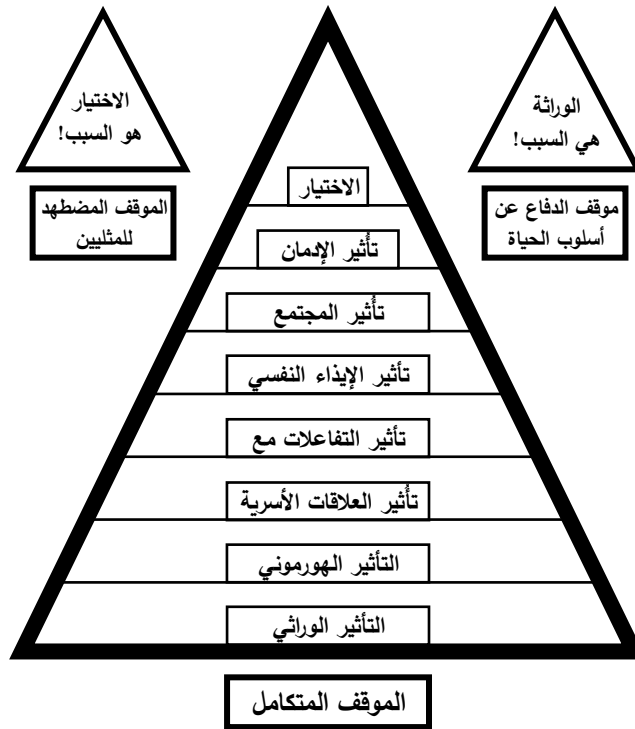 الوراثة
هي السبب!
موقف الدفاع عن
أسلوب الحياة
الاختيار
هو السبب!
الموقف المضطهد
للمثليين
الاختيار
تأثير الإدمان
تأثير المجتمع
تأثير الإيذاء النفسي
تأثير التفاعلات مع
تأثير العلاقات الأسرية
التأثير الهورموني
التأثير الوراثي
الموقف المتكامل